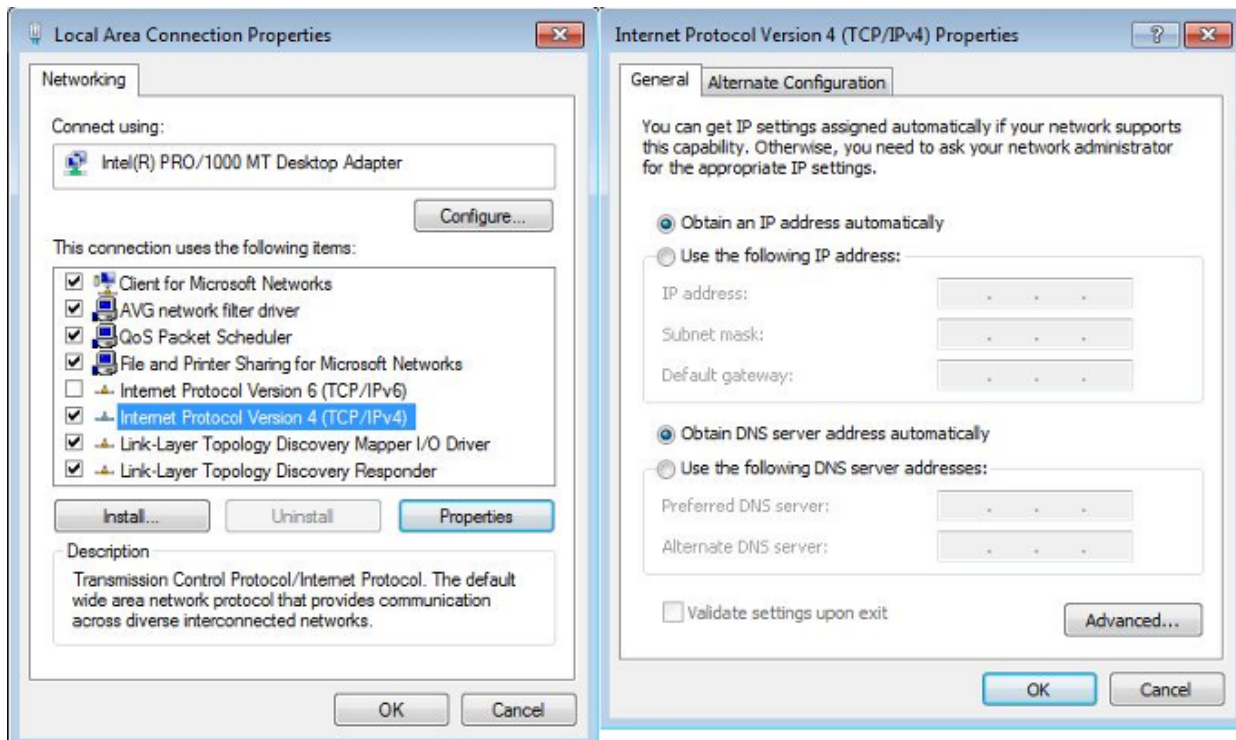 Local Area Connection Properties
Networking
Connect using:
Intel(R) PRO/1000 MT Desktop Adapter
Configure...
This connection uses the following items:
Client for Microsoft Networks
AVG network filter driver
QoS Packet Scheduler
File and Printer Sharing for Microsoft Networks
Internet Protocol Version 6 (TCP/IPv6)
Internet Protocol Version 4 (TCP/IPv4)
Link-Layer Topology Discovery Mapper I/O Driver
Link-Layer Topology Discovery Responder
Install... Uninstall Properties
Description
Transmission Control Protocol/Internet Protocol. The default
wide area network protocol that provides communication
across diverse interconnected networks.
OK Cancel
Internet Protocol Version 4 (TCP/IPv4) Properties
General Alternate Configuration
You can get IP settings assigned automatically if your network supports
this capability. Otherwise, you need to ask your network administrator
for the appropriate IP settings.
Obtain an IP address automatically
Use the following IP address:
IP address:
Subnet mask:
Default gateway:
Obtain DNS server address automatically
Use the following DNS server addresses:
Preferred DNS server:
Alternate DNS server:
Validate settings upon exit
Advanced...
OK Cancel